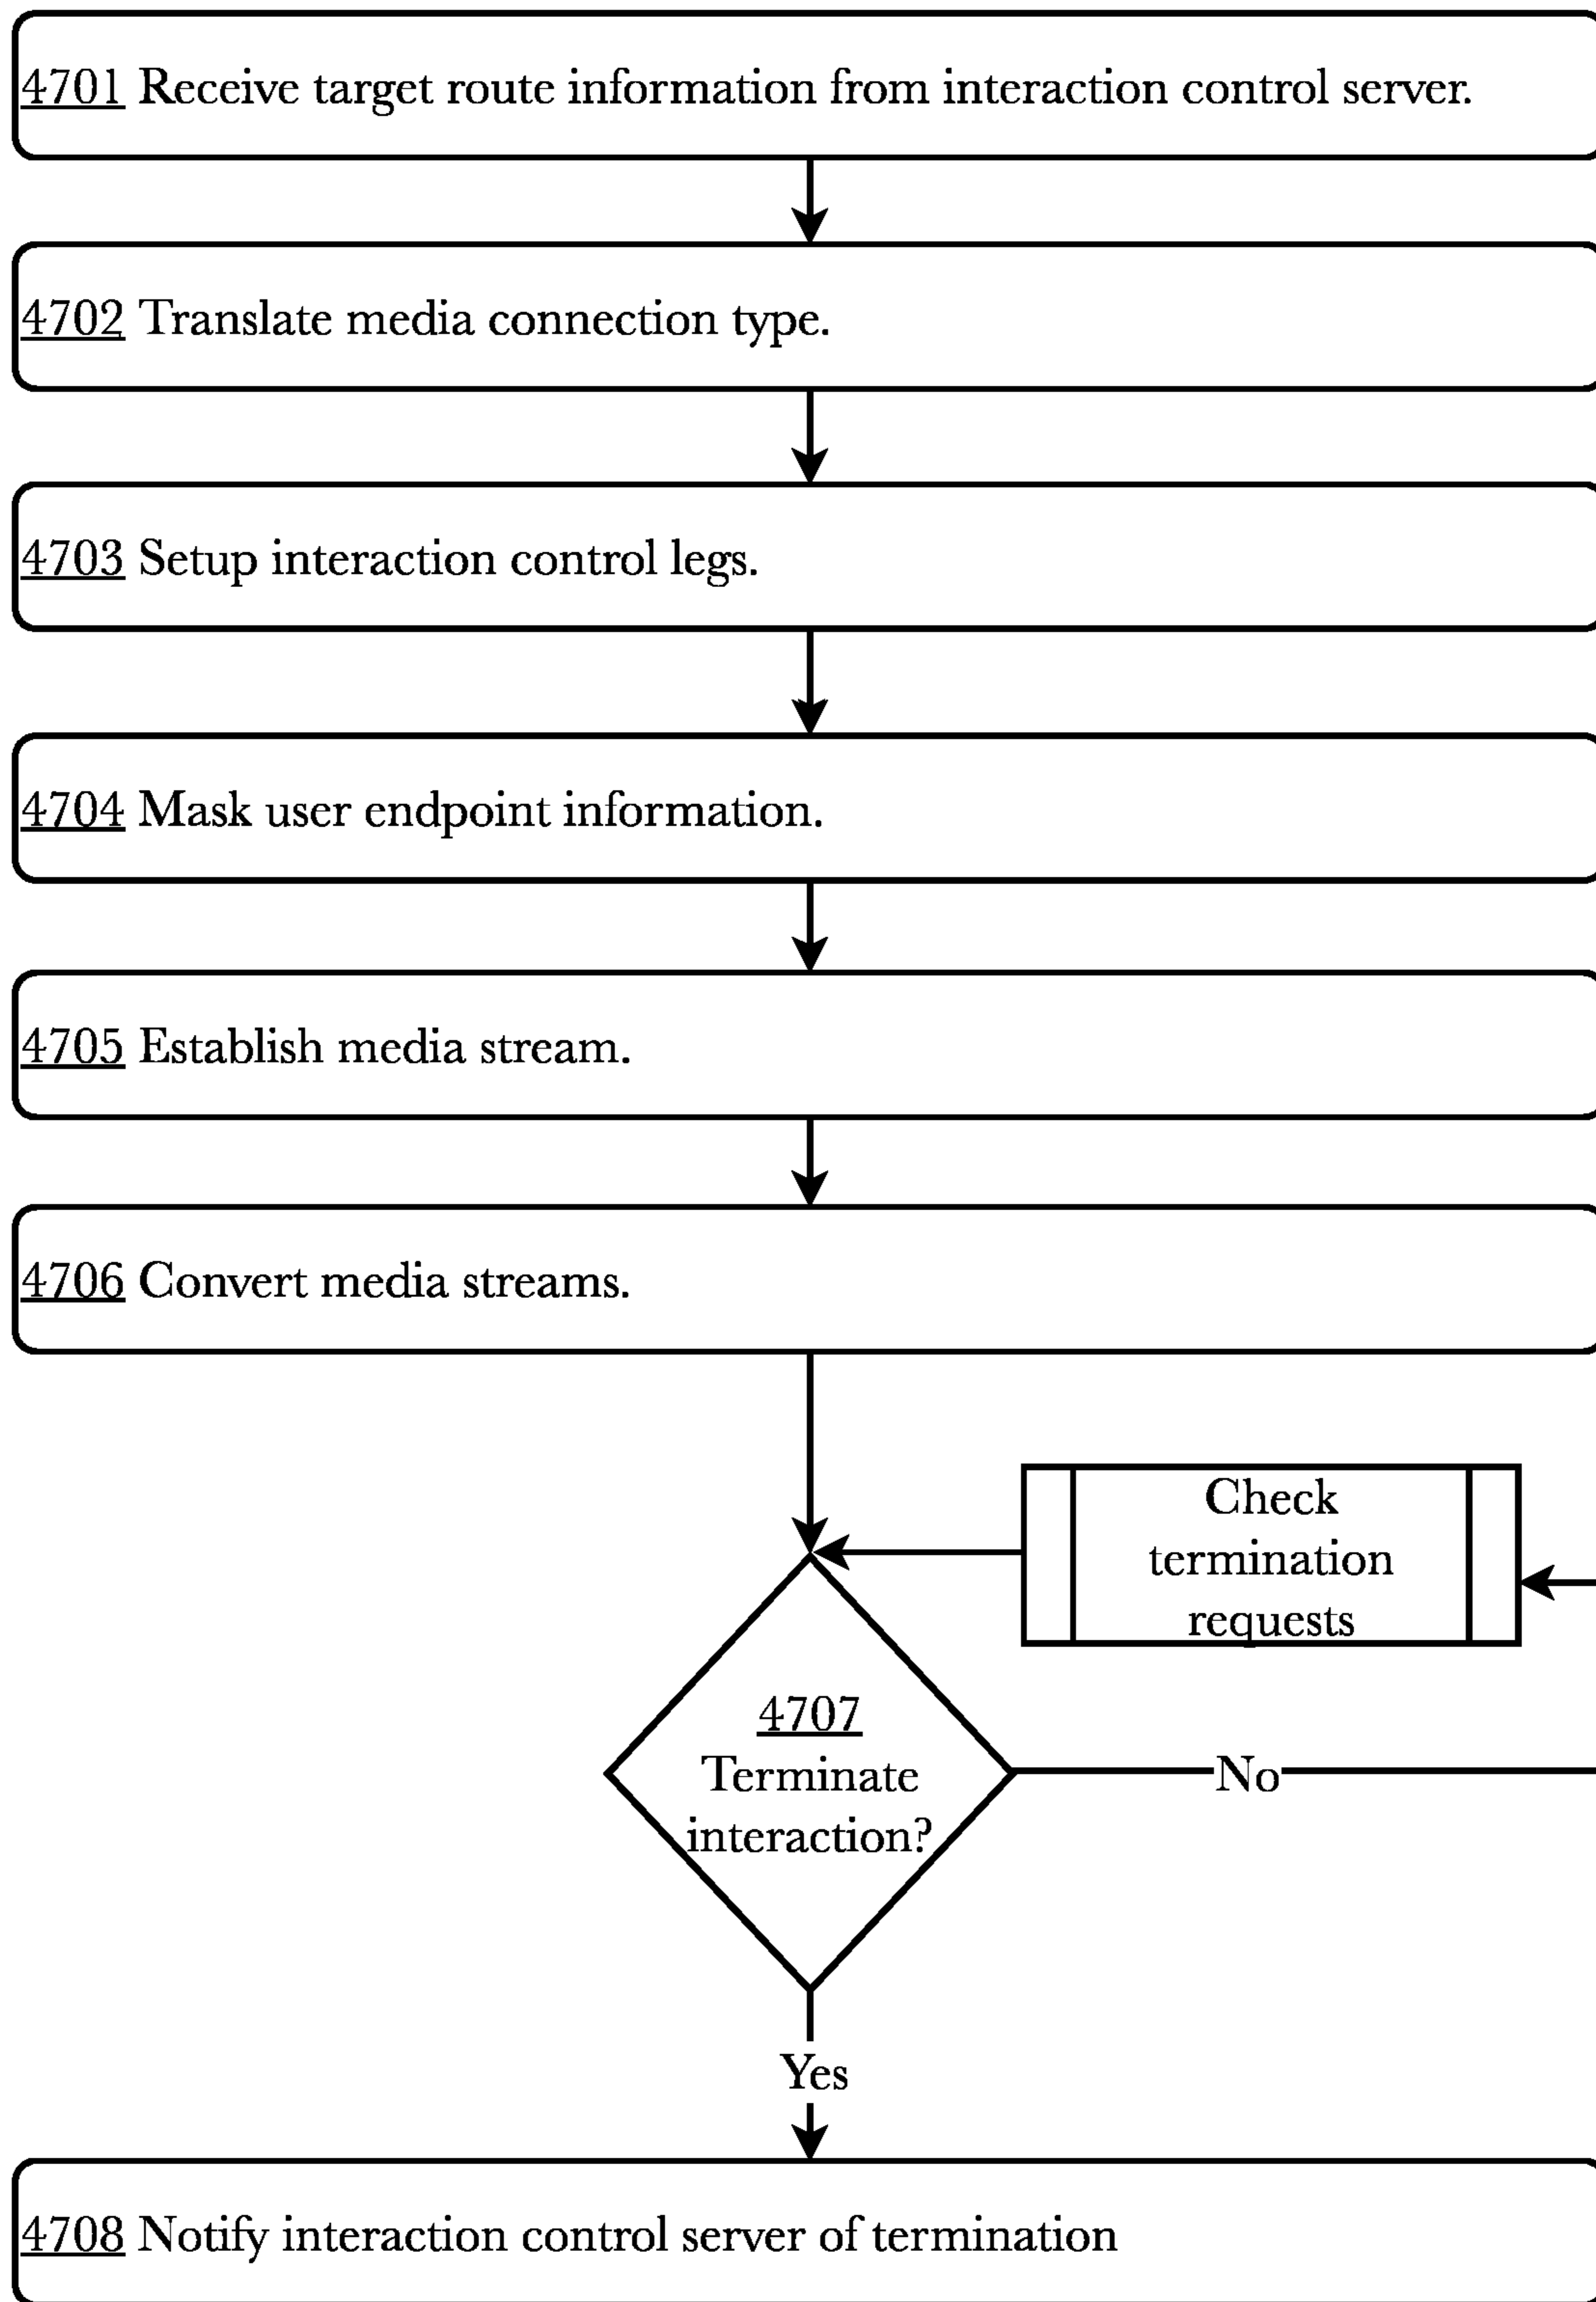 4701 Receive target route information from interaction control server.
4702 Translate media connection type.
4703 Setup interaction control legs.
4704 Mask user endpoint information.
4705 Establish media stream.
4706 Convert media streams.
Check
termination
requests
4707
Terminate
interaction?
No
Yes
4708 Notify interaction control server of termination